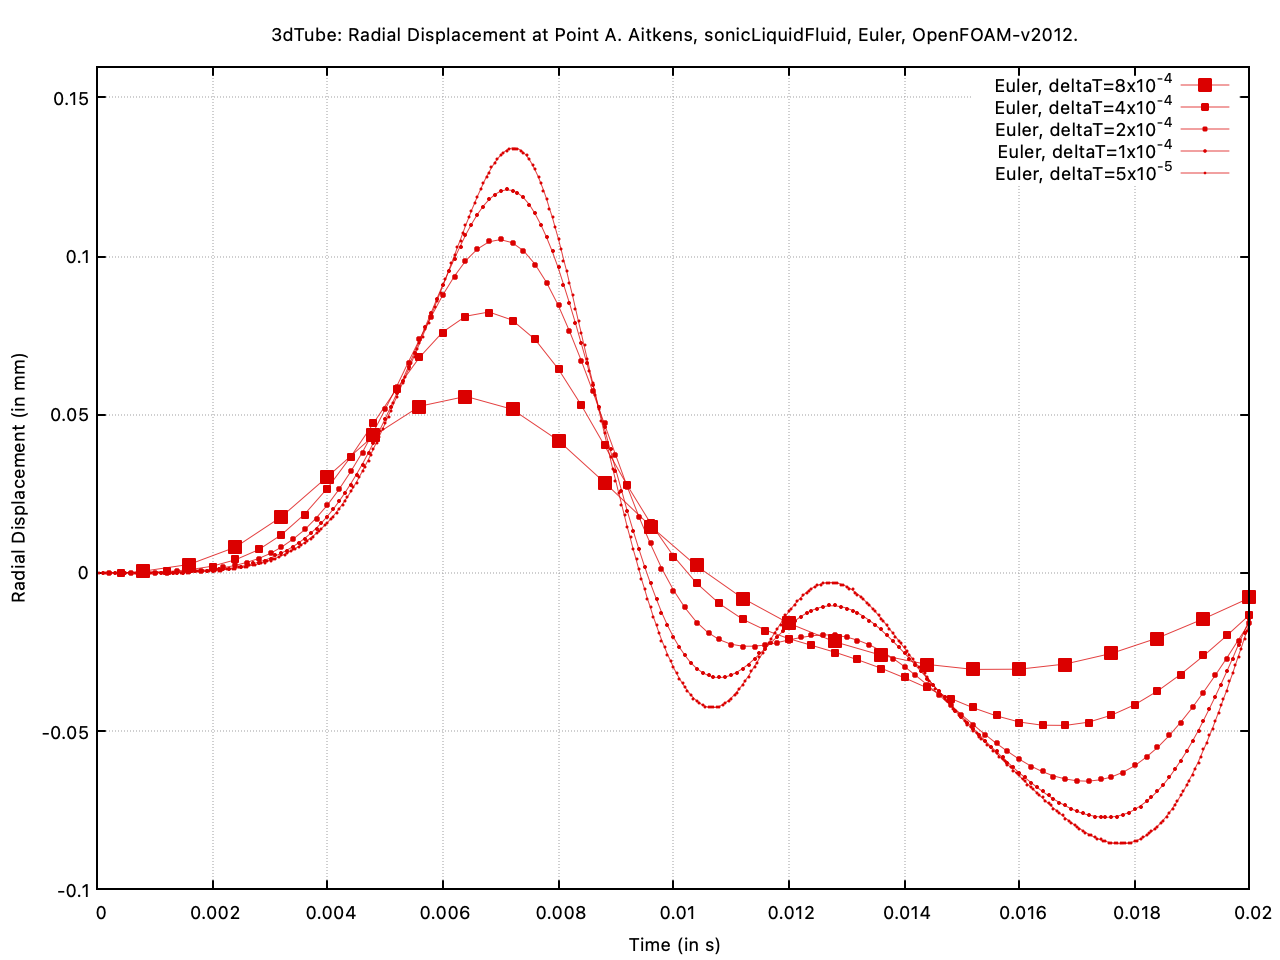 3dTube: Radial Displacement at Point A. Aitkens, sonicLiquidFluid, Euler, OpenFOAM-v2012.
Euler, deltaT=8x10⁻⁴
Euler, deltaT=4x10⁻⁴
Euler, deltaT=2x10⁻⁴
Euler, deltaT=1x10⁻⁴
Euler, deltaT=5x10⁻⁵
Radial Displacement (in mm)
0.15
0.1
0.05
0
-0.05
-0.1
0 0.002 0.004 0.006 0.008 0.01 0.012 0.014 0.016 0.018 0.02
Time (in s)